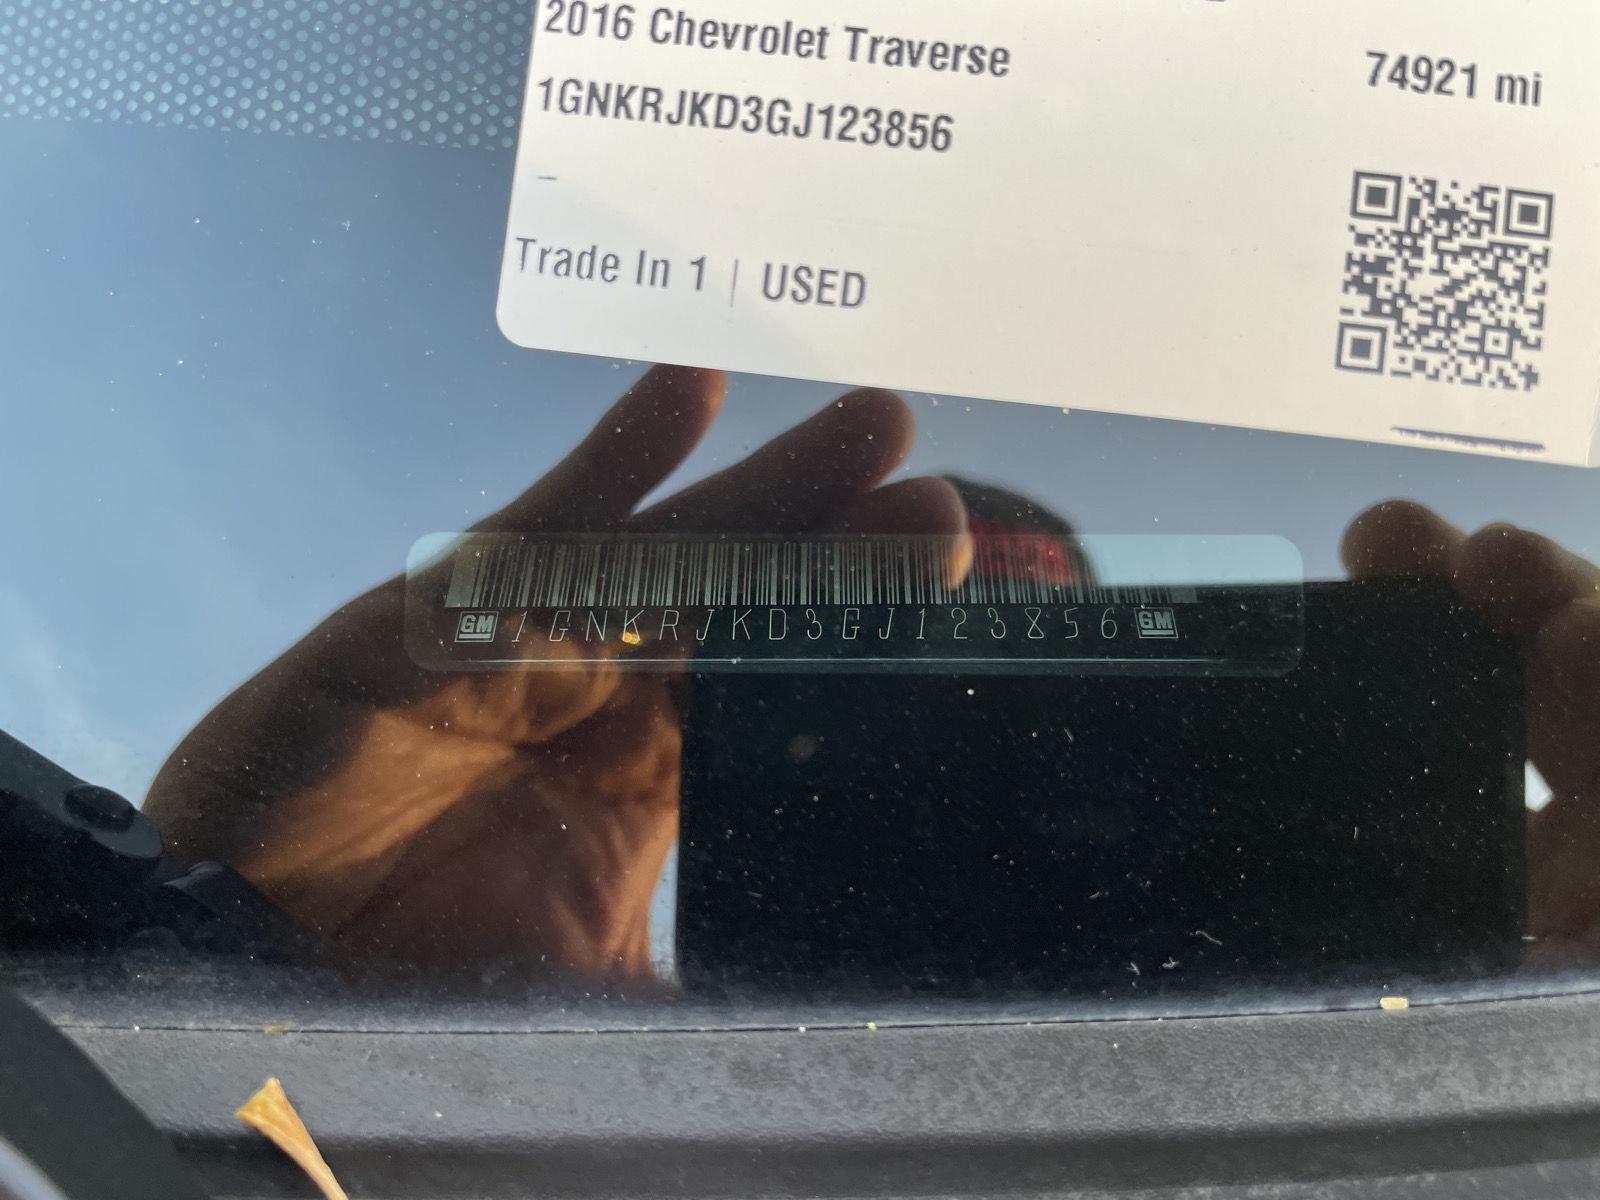 2016 Chevrolet Traverse
74921 mi
1GNKRJKD3GJ123856
–
Trade In 1 | USED
GM 1GNKRJKD3GJ123856 GM